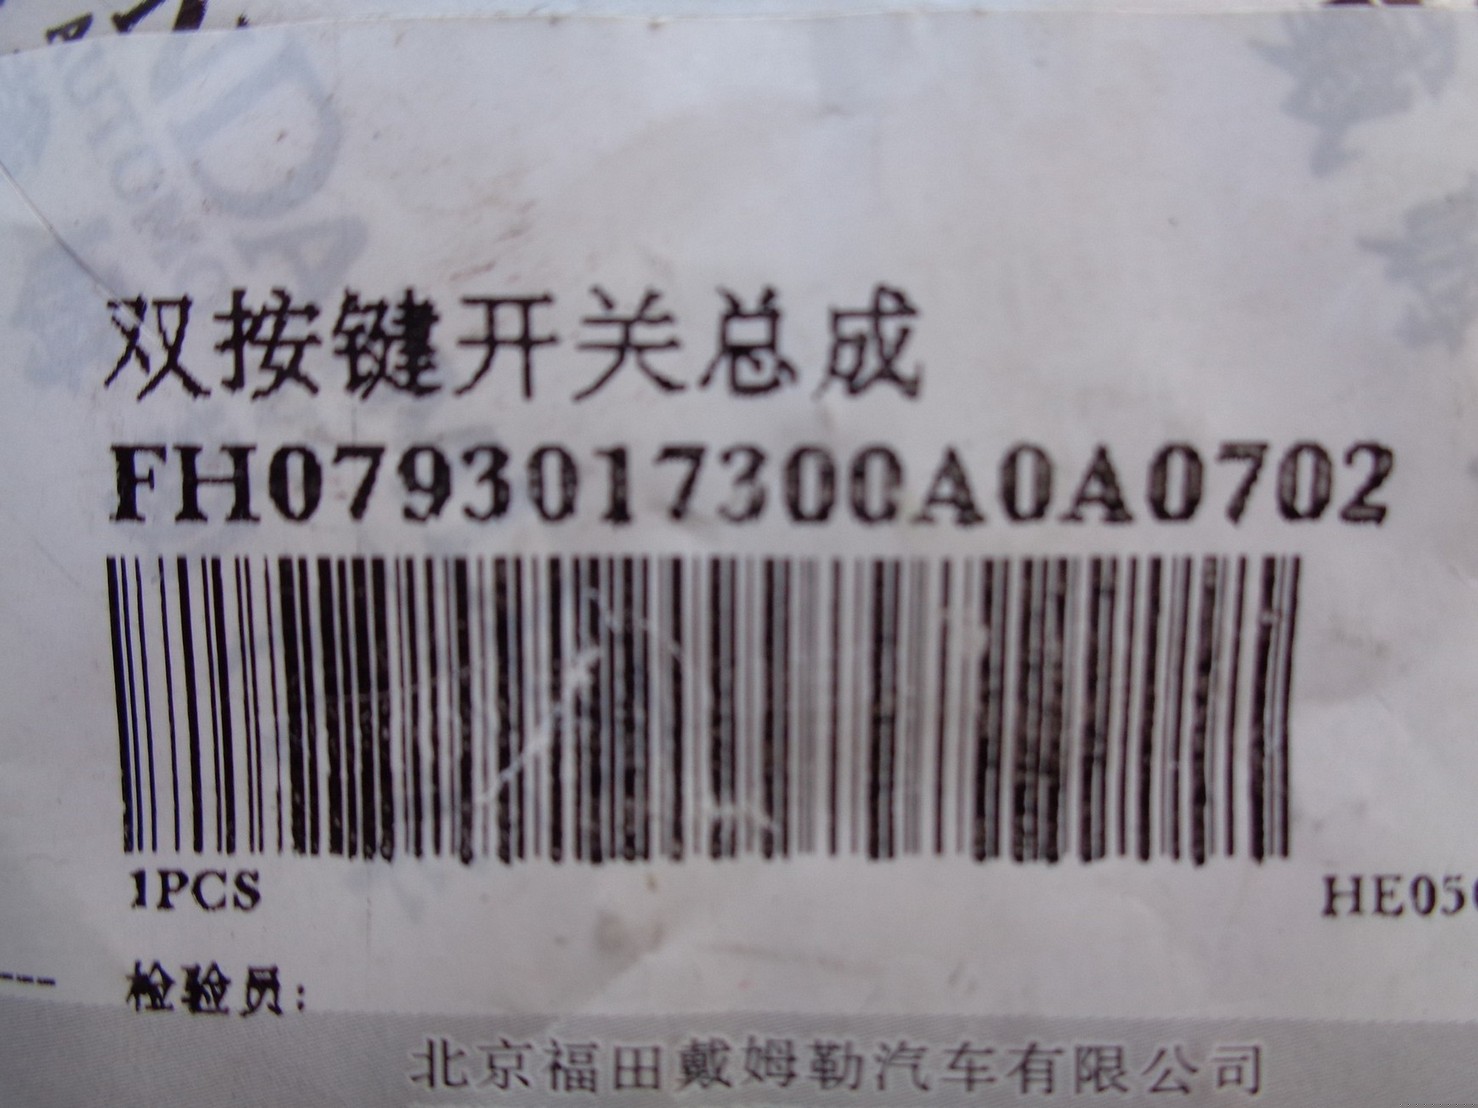 双按键开关总成
FH0793017300A0A0702
1PCS
HE05
检验员:
北京福田戴姆勒汽车有限公司